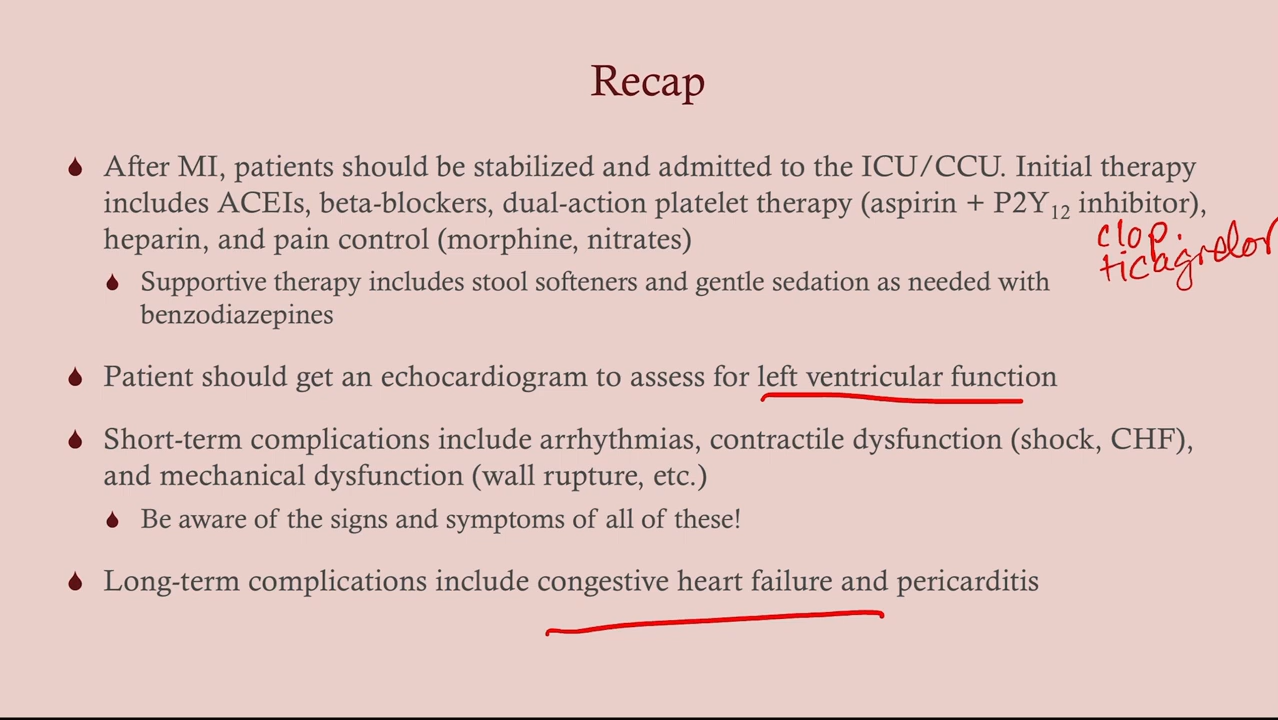 Recap
After MI, patients should be stabilized and admitted to the ICU/CCU. Initial therapy
includes ACEIs, beta-blockers, dual-action platelet therapy (aspirin + P2Y₁₂ inhibitor),
heparin, and pain control (morphine, nitrates)
clop.
ticagrelor
Supportive therapy includes stool softeners and gentle sedation as needed with
benzodiazepines
Patient should get an echocardiogram to assess for left ventricular function
Short-term complications include arrhythmias, contractile dysfunction (shock, CHF),
and mechanical dysfunction (wall rupture, etc.)
Be aware of the signs and symptoms of all of these!
Long-term complications include congestive heart failure and pericarditis